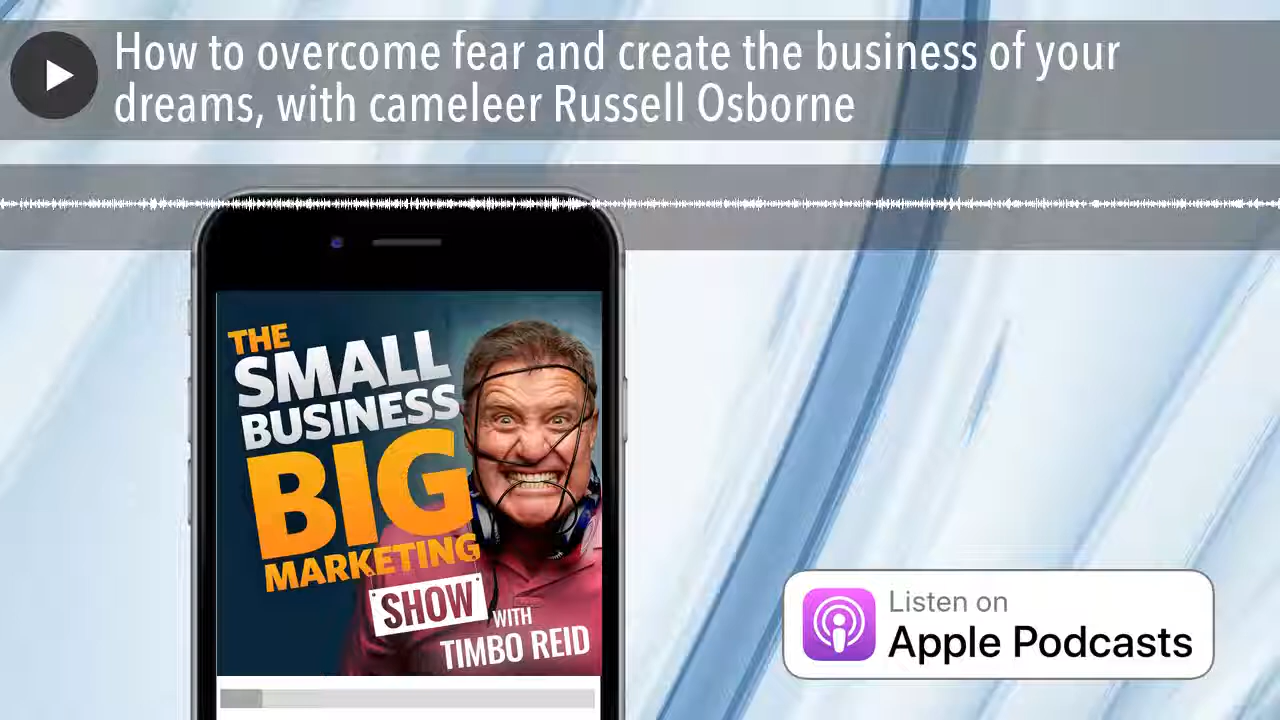 How to overcome fear and create the business of your
dreams, with cameleer Russell Osborne
THE
SMALL
BUSINESS
BIG
MARKETING
SHOW
WITH
TIMBO REID
Listen on
Apple Podcasts